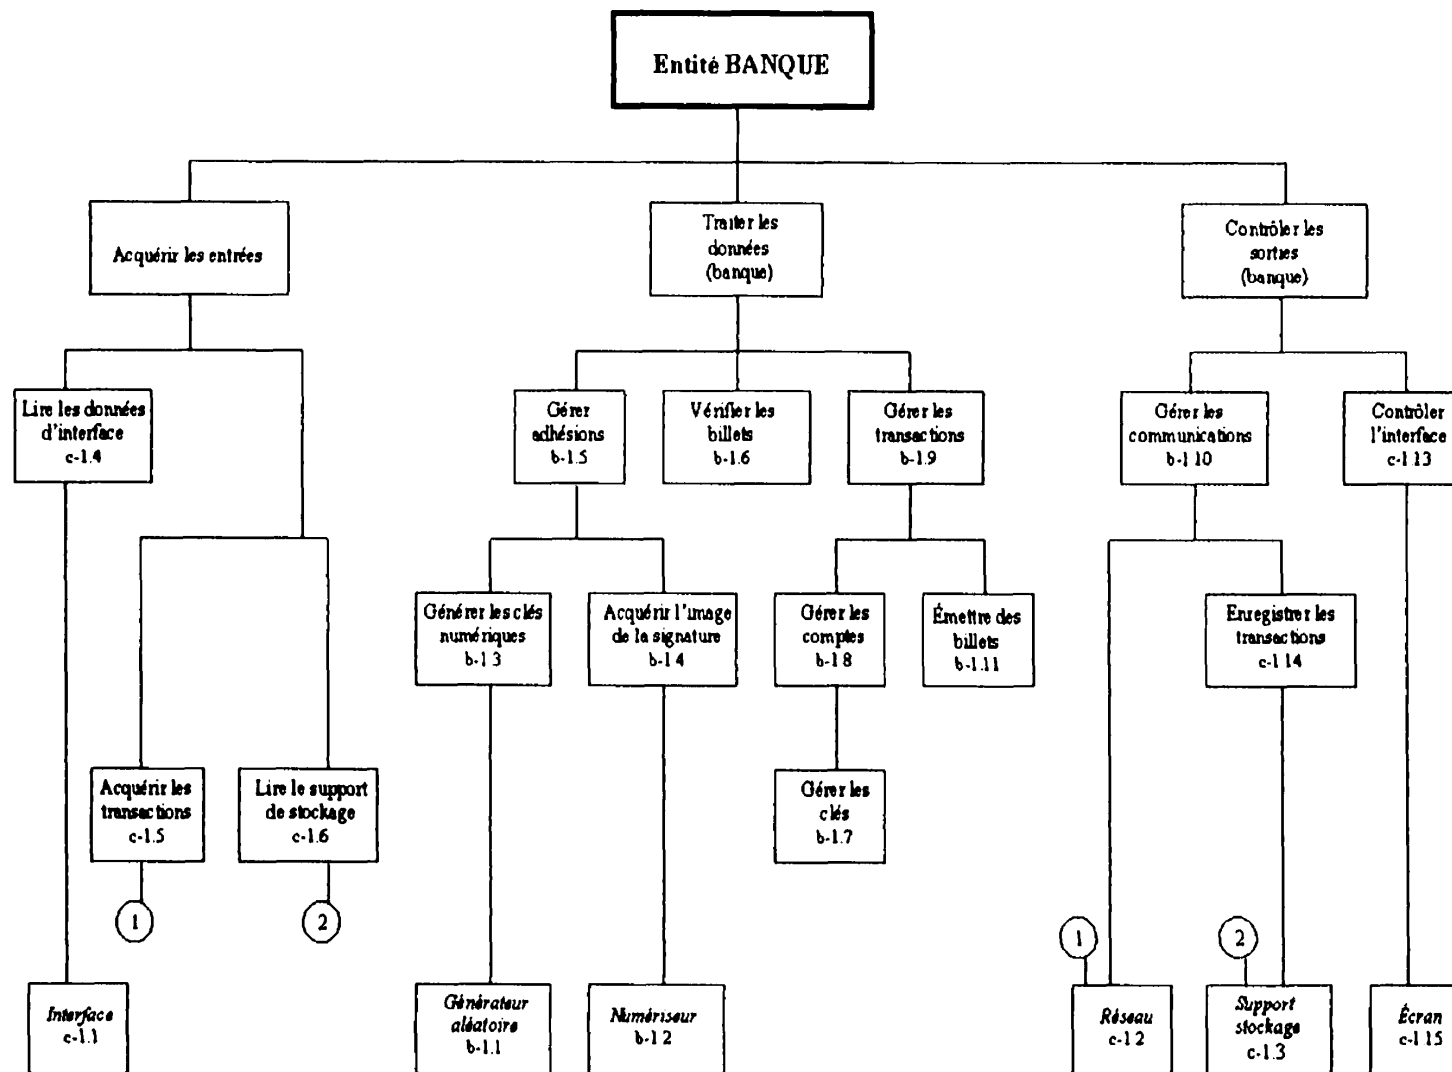 Entité BANQUE
Acquérir les entrées
Traiter les
données
(banque)
Contrôler les
sorties
(banque)
Lire les données
d'interface
c-1.4
Gérer
adhésions
b-1.5
Vérifier les
billets
b-1.6
Gérer les
transactions
b-1.9
Gérer les
communications
b-1.10
Contrôler
l'interface
c-1.13
Générer les clés
numériques
b-1.3
Acquérir l'image
de la signature
b-1.4
Gérer les
comptes
b-1.8
Émettre des
billets
b-1.11
Enregistrer les
transactions
c-1.14
Acquérir les
transactions
c-1.5
Lire le support
de stockage
c-1.6
Gérer les
clés
b-1.7
1
2
1
2
Interface
c-1.1
Générateur
aléatoire
b-1.1
Numériseur
b-1.2
Réseau
c-1.2
Support
stockage
c-1.3
Écran
c-1.15